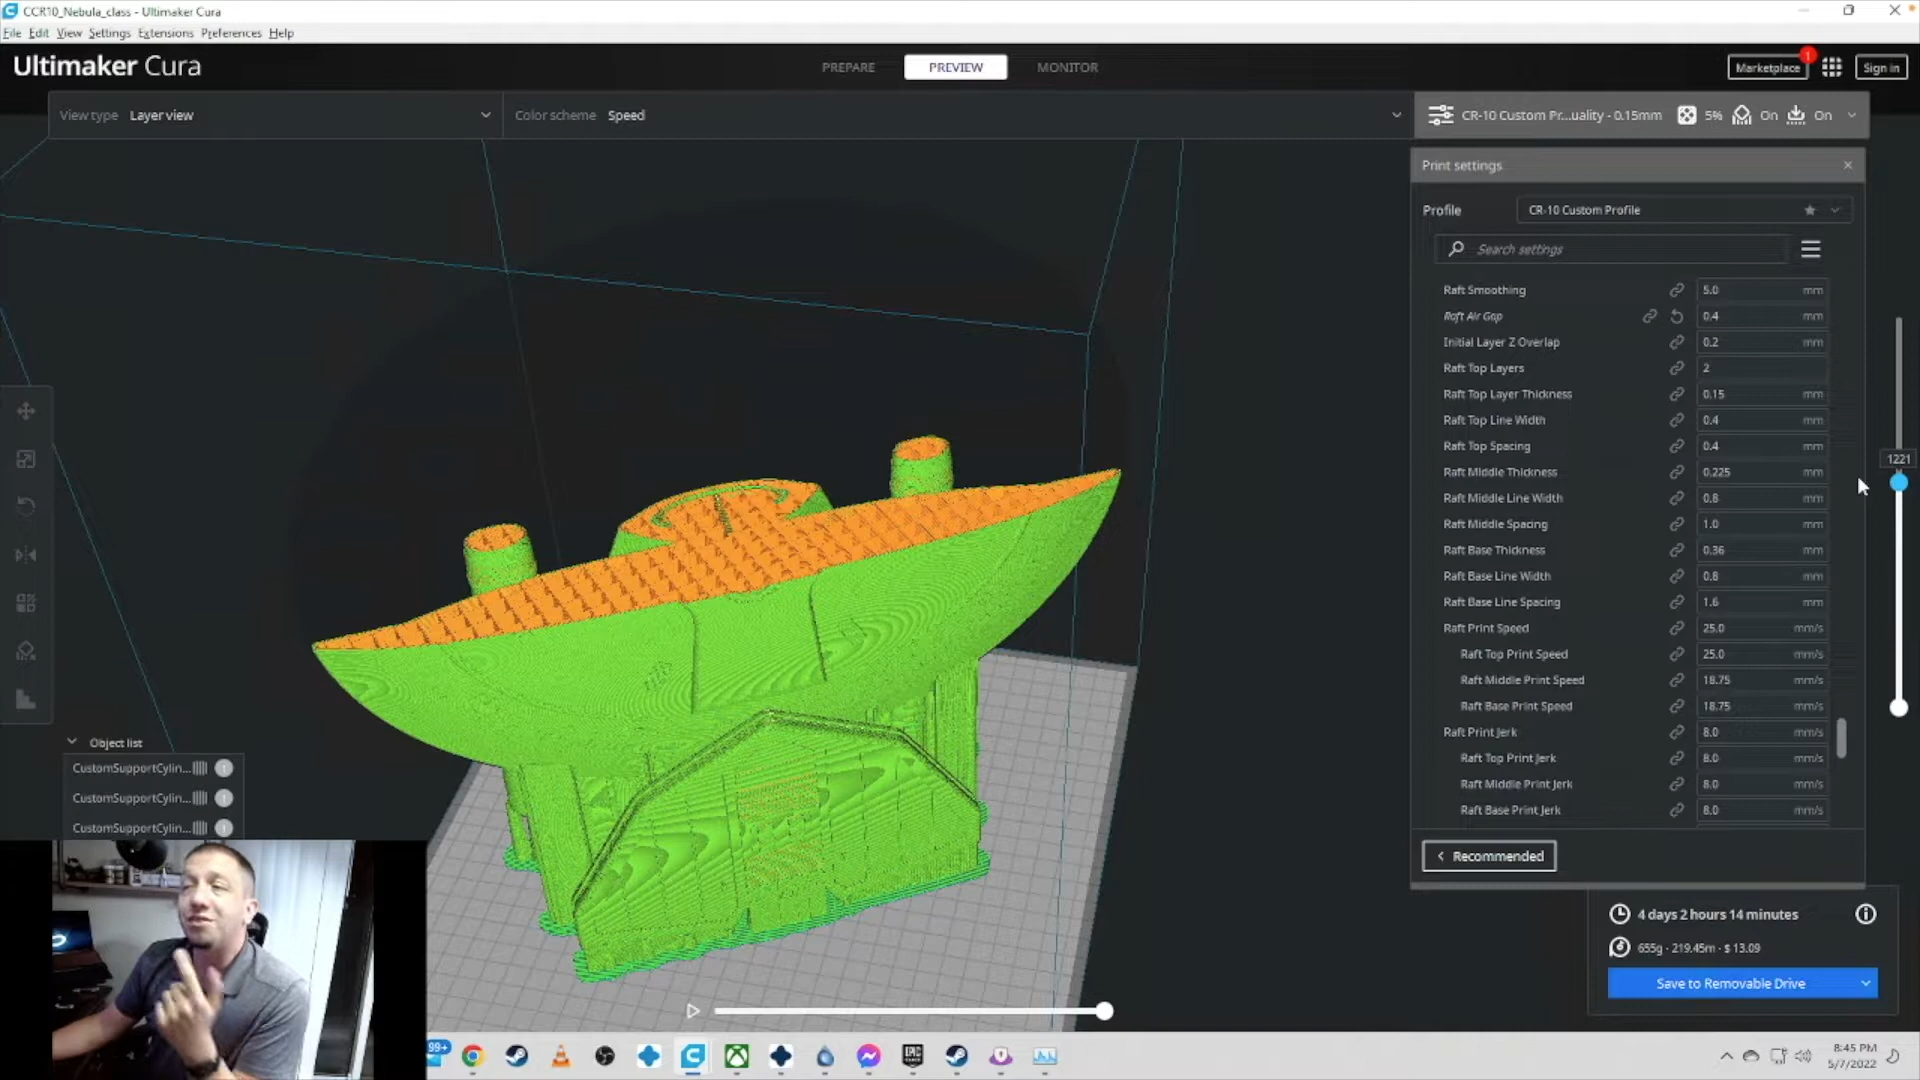 CCR10_Nebula_class - Ultimaker Cura
File Edit View Settings Extensions Preferences Help
Ultimaker Cura
PREPARE
PREVIEW
MONITOR
Marketplace
1
Sign in
View type Layer view
Color scheme Speed
CR-10 Custom Pr...uality - 0.15mm 5% On On
Print settings
Profile CR-10 Custom Profile
Search settings
Raft Smoothing 5.0 mm
Raft Air Gap 0.4 mm
Initial Layer Z Overlap 0.2 mm
Raft Top Layers 2
Raft Top Layer Thickness 0.15 mm
Raft Top Line Width 0.4 mm
Raft Top Spacing 0.4 mm
Raft Middle Thickness 0.225 mm
Raft Middle Line Width 0.8 mm
Raft Middle Spacing 1.0 mm
Raft Base Thickness 0.36 mm
Raft Base Line Width 0.8 mm
Raft Base Line Spacing 1.6 mm
Raft Print Speed 25.0 mm/s
Raft Top Print Speed 25.0 mm/s
Raft Middle Print Speed 18.75 mm/s
Raft Base Print Speed 18.75 mm/s
Raft Print Jerk 8.0 mm/s
Raft Top Print Jerk 8.0 mm/s
Raft Middle Print Jerk 8.0 mm/s
Raft Base Print Jerk 8.0 mm/s
Recommended
1221
Object list
CustomSupportCylin... 1
CustomSupportCylin... 1
CustomSupportCylin... 1
4 days 2 hours 14 minutes
655g · 219.45m · $ 13.09
Save to Removable Drive
99+
EPIC
8:45 PM
5/7/2022